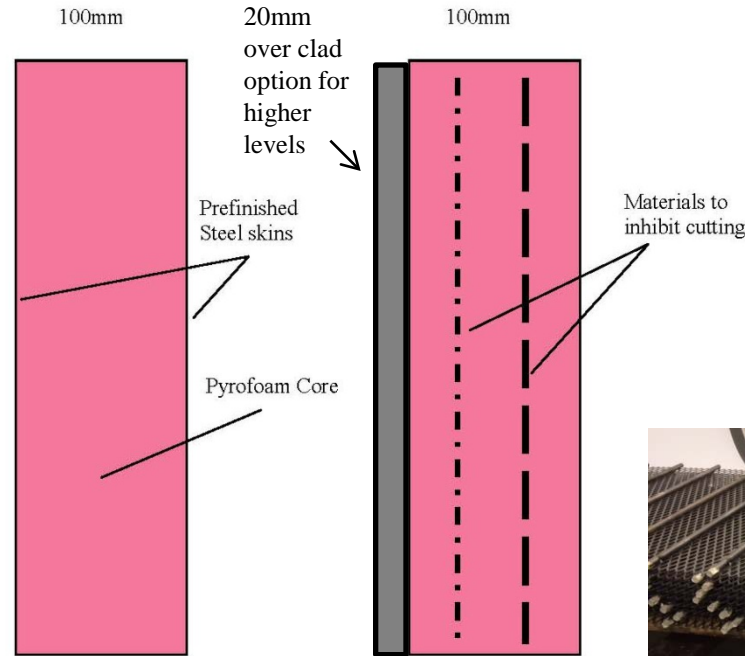 100mm
20mm
over clad
option for
higher
levels
100mm
Prefinished
Steel skins
Pyrofoam Core
Materials to
inhibit cutting